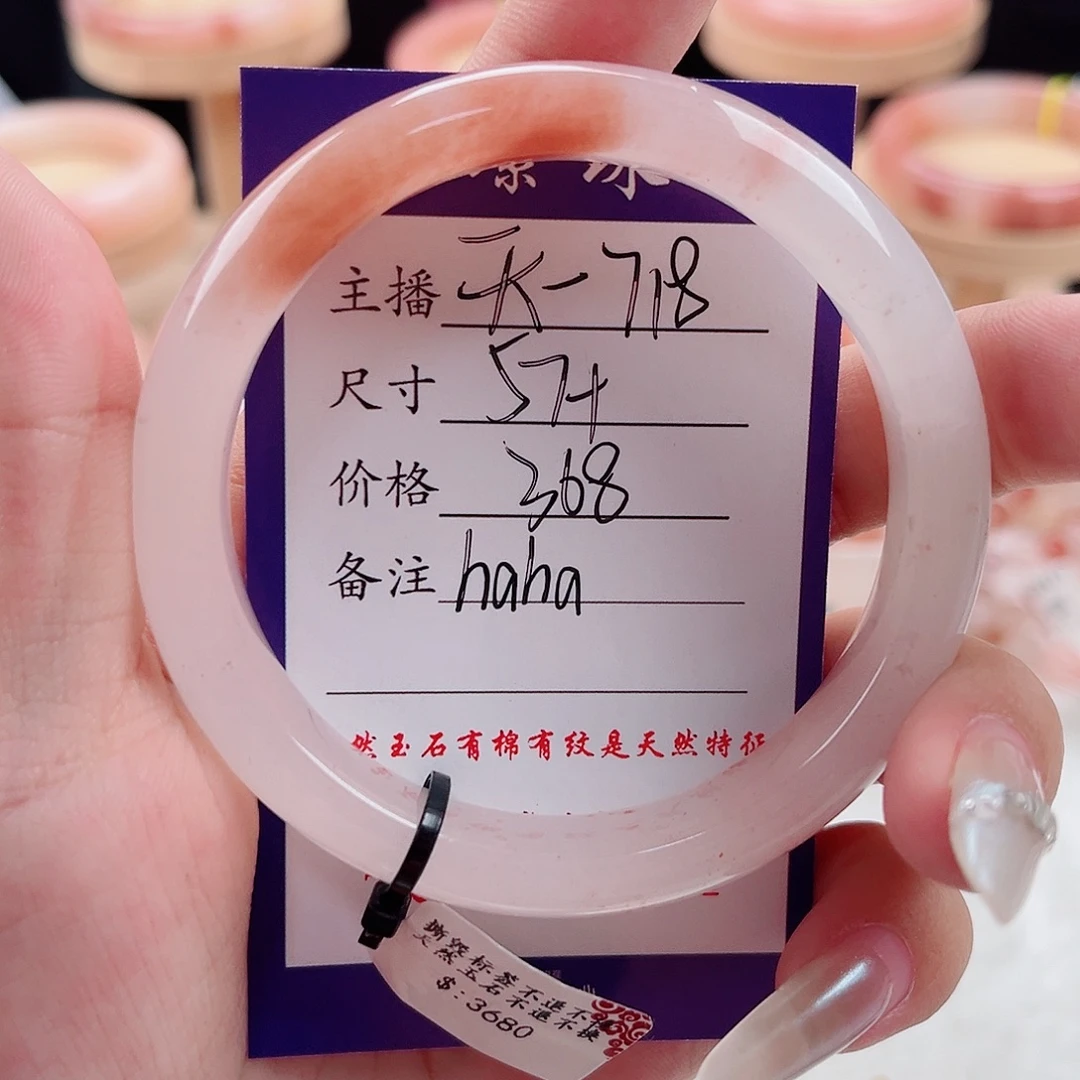 主播 K-718
尺寸 57+
价格 368
备注 haha
然玉石有棉有纹是天然特征
撕毁标签不退不换
天然玉石不退不换
$:3680